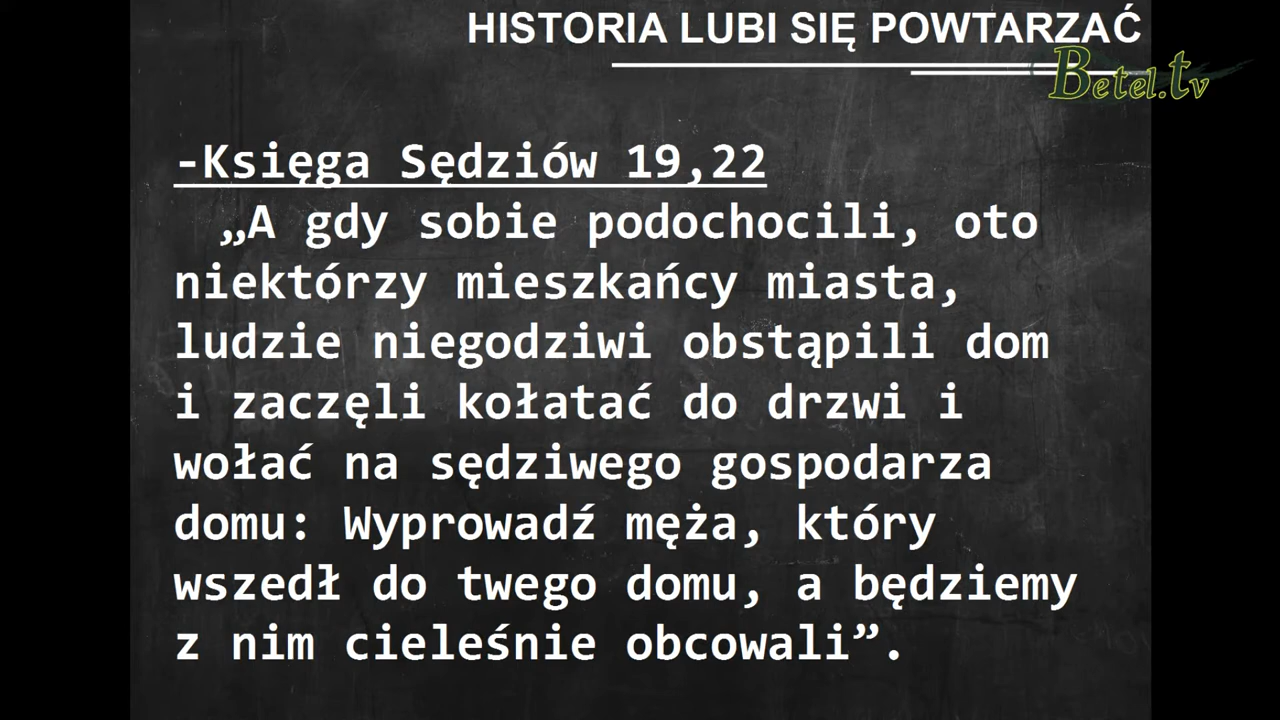 HISTORIA LUBI SIĘ POWTARZAĆ
Betel.tv
-Księga Sędziów 19,22
„A gdy sobie podochocili, oto
niektórzy mieszkańcy miasta,
ludzie niegodziwi obstąpili dom
i zaczęli kołatać do drzwi i
wołać na sędziwego gospodarza
domu: Wyprowadź męża, który
wszedł do twego domu, a będziemy
z nim cieleśnie obcowali”.